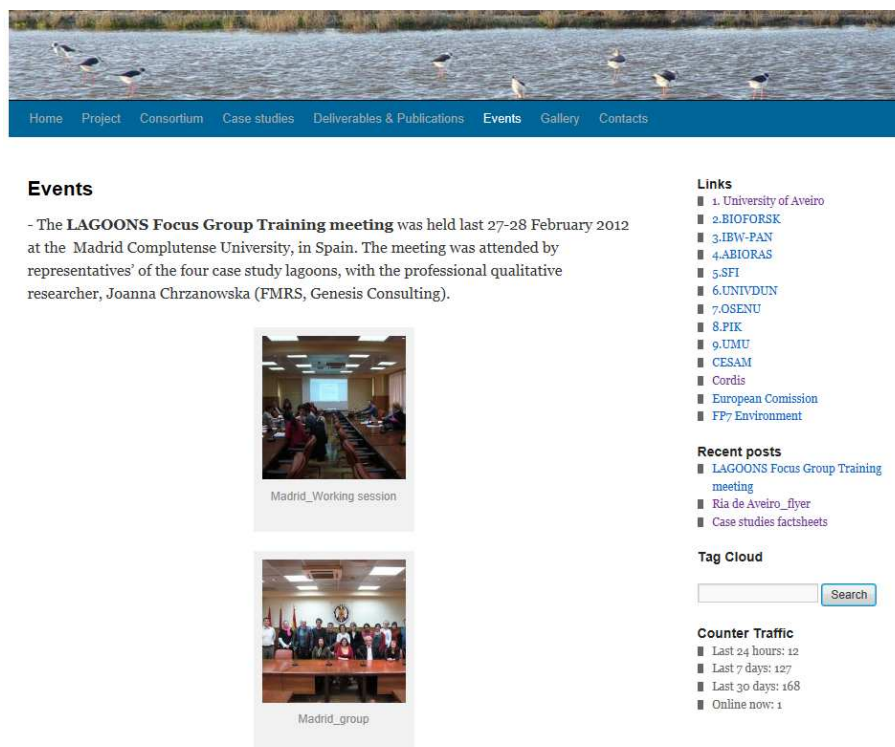 Home Project Consortium Case studies Deliverables & Publications Events Gallery Contacts
Events
- The LAGOONS Focus Group Training meeting was held last 27-28 February 2012
at the Madrid Complutense University, in Spain. The meeting was attended by
representatives’ of the four case study lagoons, with the professional qualitative
researcher, Joanna Chrzanowska (FMRS, Genesis Consulting).
Madrid_Working session
Madrid_group
Links
1. University of Aveiro
2.BIOFORSK
3.IBW-PAN
4.ABIORAS
5.SFI
6.UNIVDUN
7.OSENU
8.PIK
9.UMU
CESAM
Cordis
European Comission
FP7 Environment
Recent posts
LAGOONS Focus Group Training
meeting
Ria de Aveiro_flyer
Case studies factsheets
Tag Cloud
Search
Counter Traffic
Last 24 hours: 12
Last 7 days: 127
Last 30 days: 168
Online now: 1